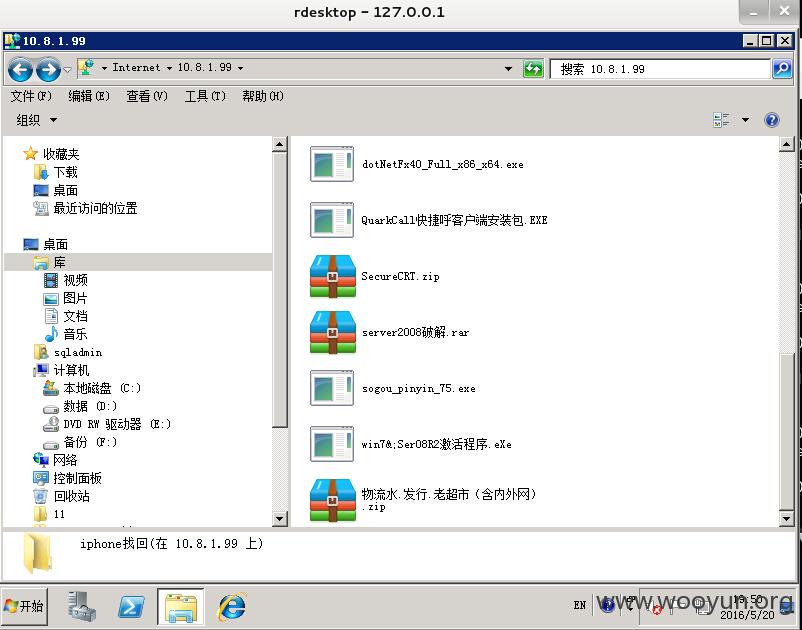 rdesktop - 127.0.0.1
10.8.1.99
Internet 10.8.1.99
搜索 10.8.1.99
文件(F) 编辑(E) 查看(V) 工具(T) 帮助(H)
组织
收藏夹
下载
桌面
最近访问的位置
桌面
库
视频
图片
文档
音乐
sqladmin
计算机
本地磁盘 (C:)
数据 (D:)
DVD RW 驱动器 (E:)
备份 (F:)
网络
控制面板
回收站
11
dotNetFx40_Full_x86_x64.exe
QuarkCall快捷呼客户端安装包.EXE
SecureCRT.zip
server2008破解.rar
sogou_pinyin_75.exe
win7&;Ser08R2激活程序.eXe
物流水.发行.老超市（含内外网）
.zip
iphone找回(在 10.8.1.99 上)
开始
EN
19:50
2016/5/20
www.wooyun.org